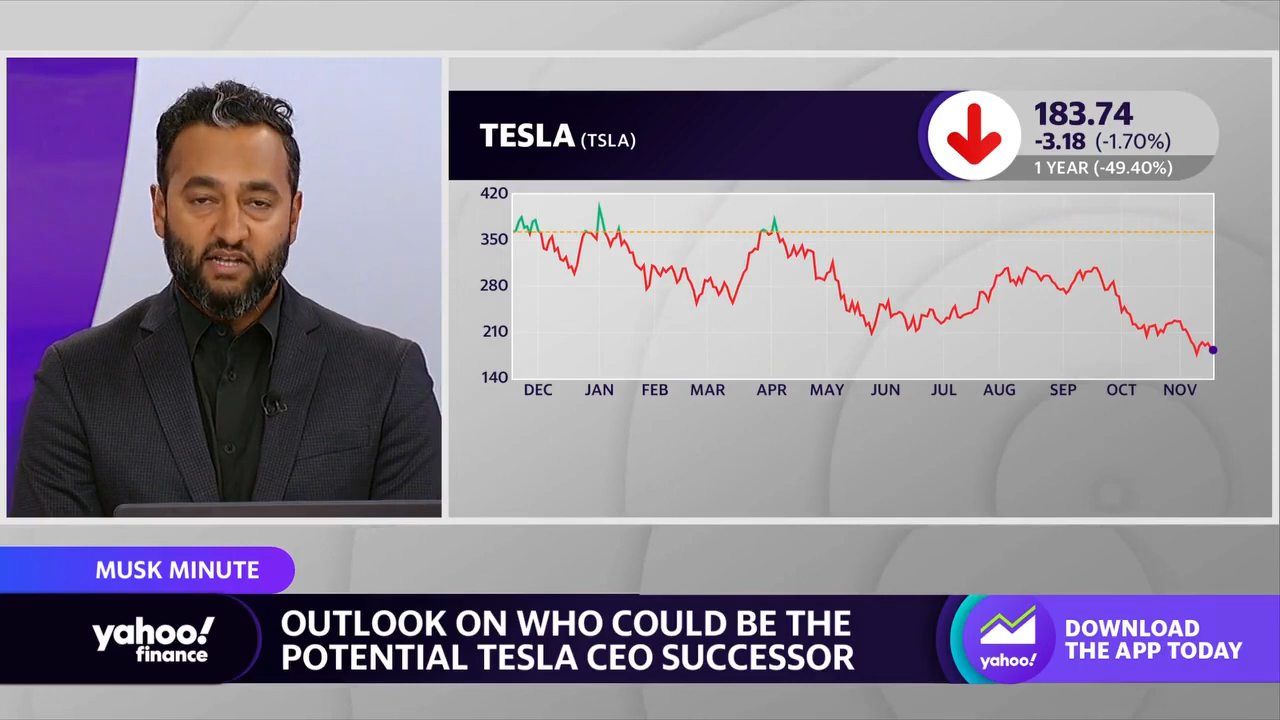 TESLA (TSLA)
183.74
-3.18 (-1.70%)
1 YEAR (-49.40%)
420
350
280
210
140
DEC JAN FEB MAR APR MAY JUN JUL AUG SEP OCT NOV
MUSK MINUTE
yahoo!
finance
OUTLOOK ON WHO COULD BE THE
POTENTIAL TESLA CEO SUCCESSOR
yahoo!
DOWNLOAD
THE APP TODAY